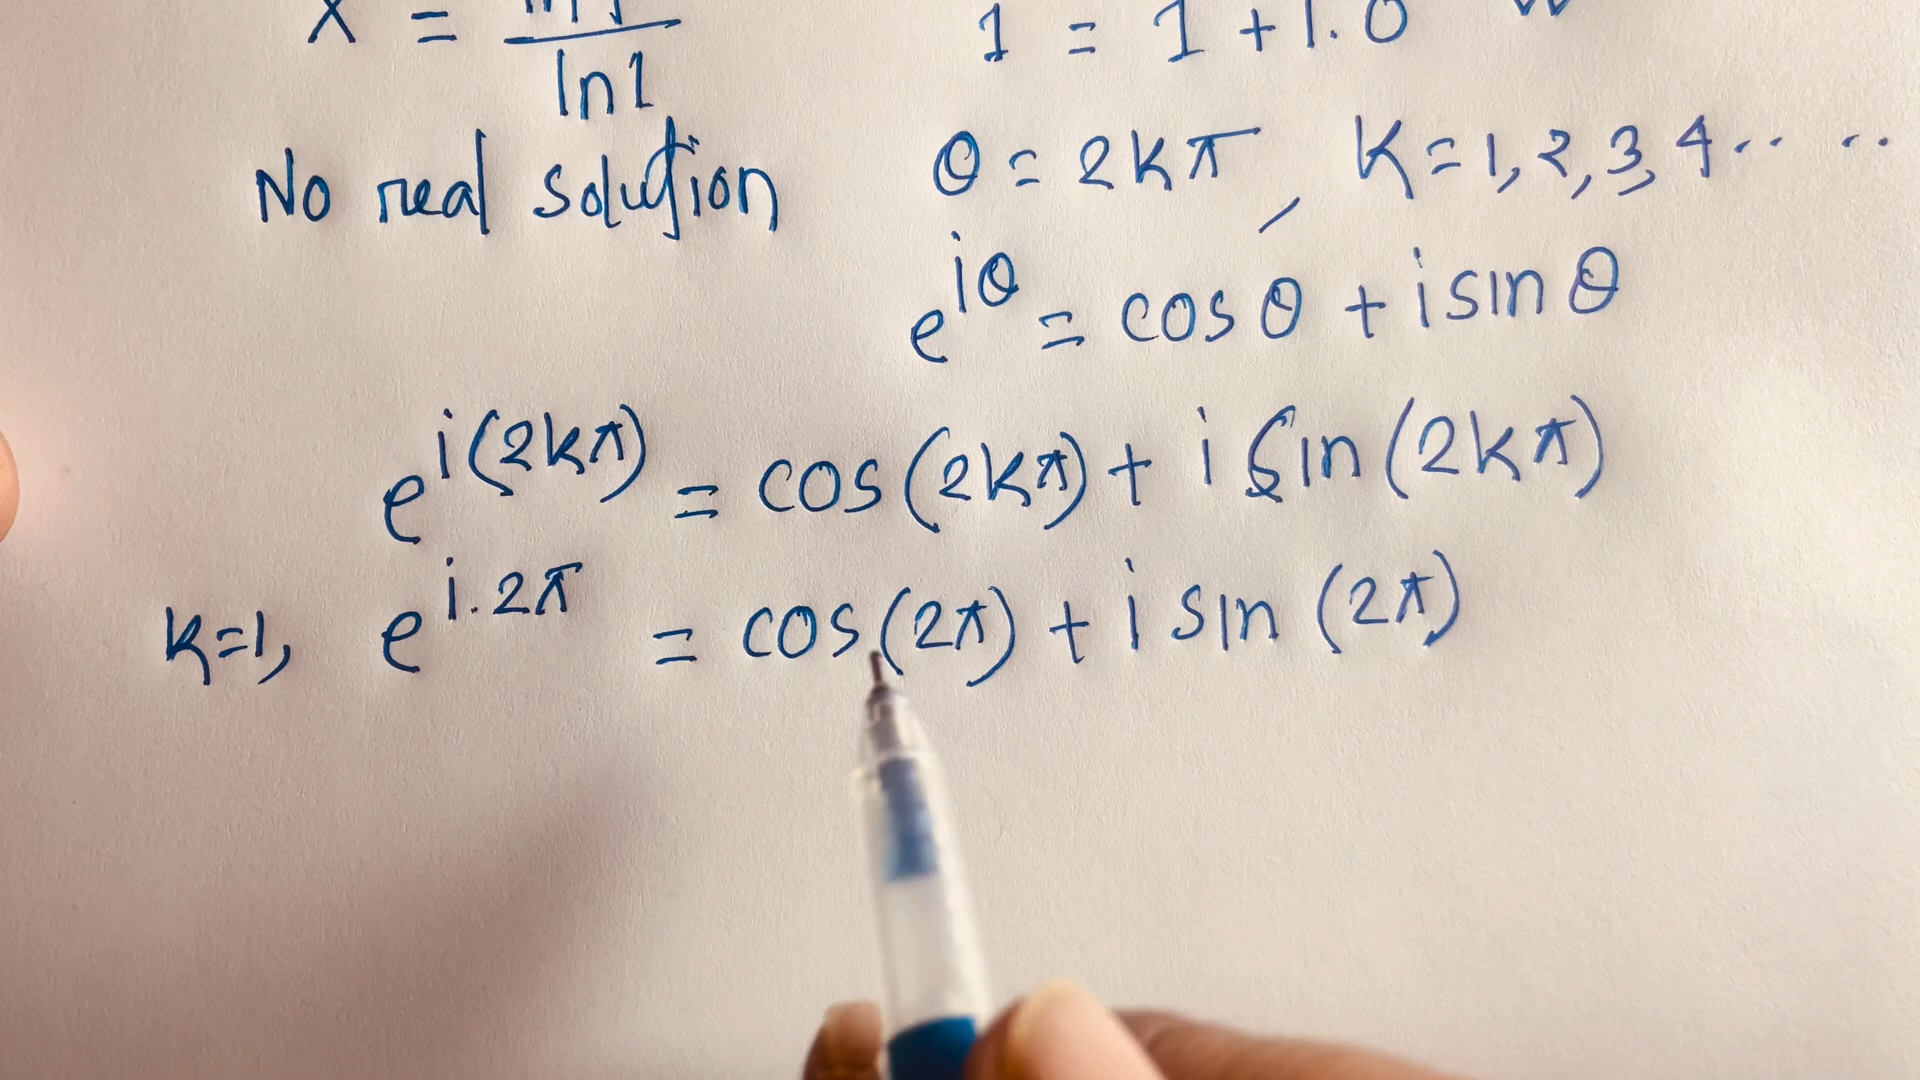 X = ln 1
No real solution
1 = 1 + i.0
θ = 2kπ, K = 1, 2, 3, 4 .. ..
e^{iθ} = cos θ + i sin θ
e^{i(2kπ)} = cos (2kπ) + i sin (2kπ)
K=1, e^{i.2π} = cos (2π) + i sin (2π)